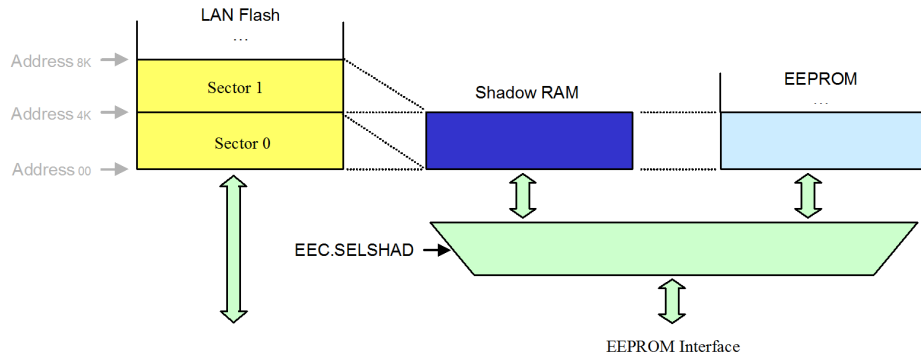 LAN Flash
...
Address 8K
Sector 1
Shadow RAM
EEPROM
...
Address 4K
Sector 0
Address 00
EEC.SELSHAD
EEPROM Interface